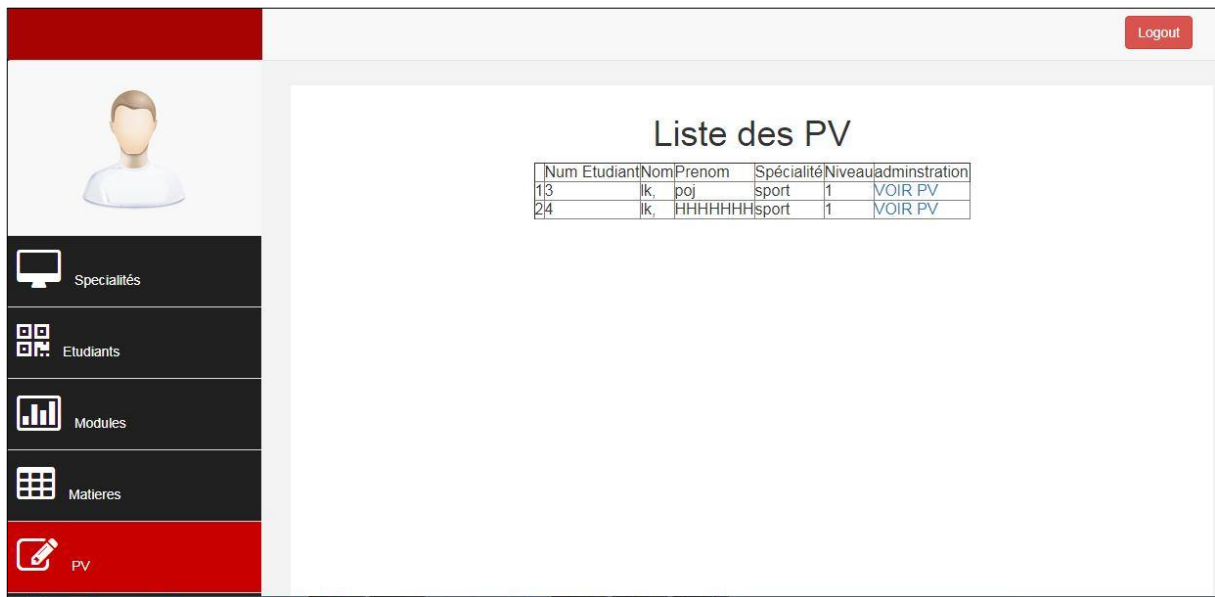 Logout
Liste des PV
Num Etudiant Nom Prenom Spécialité Niveau adminstration
1 3 lk, poj sport 1 VOIR PV
2 4 lk, HHHHHHH sport 1 VOIR PV
Specialités
Etudiants
Modules
Matieres
PV